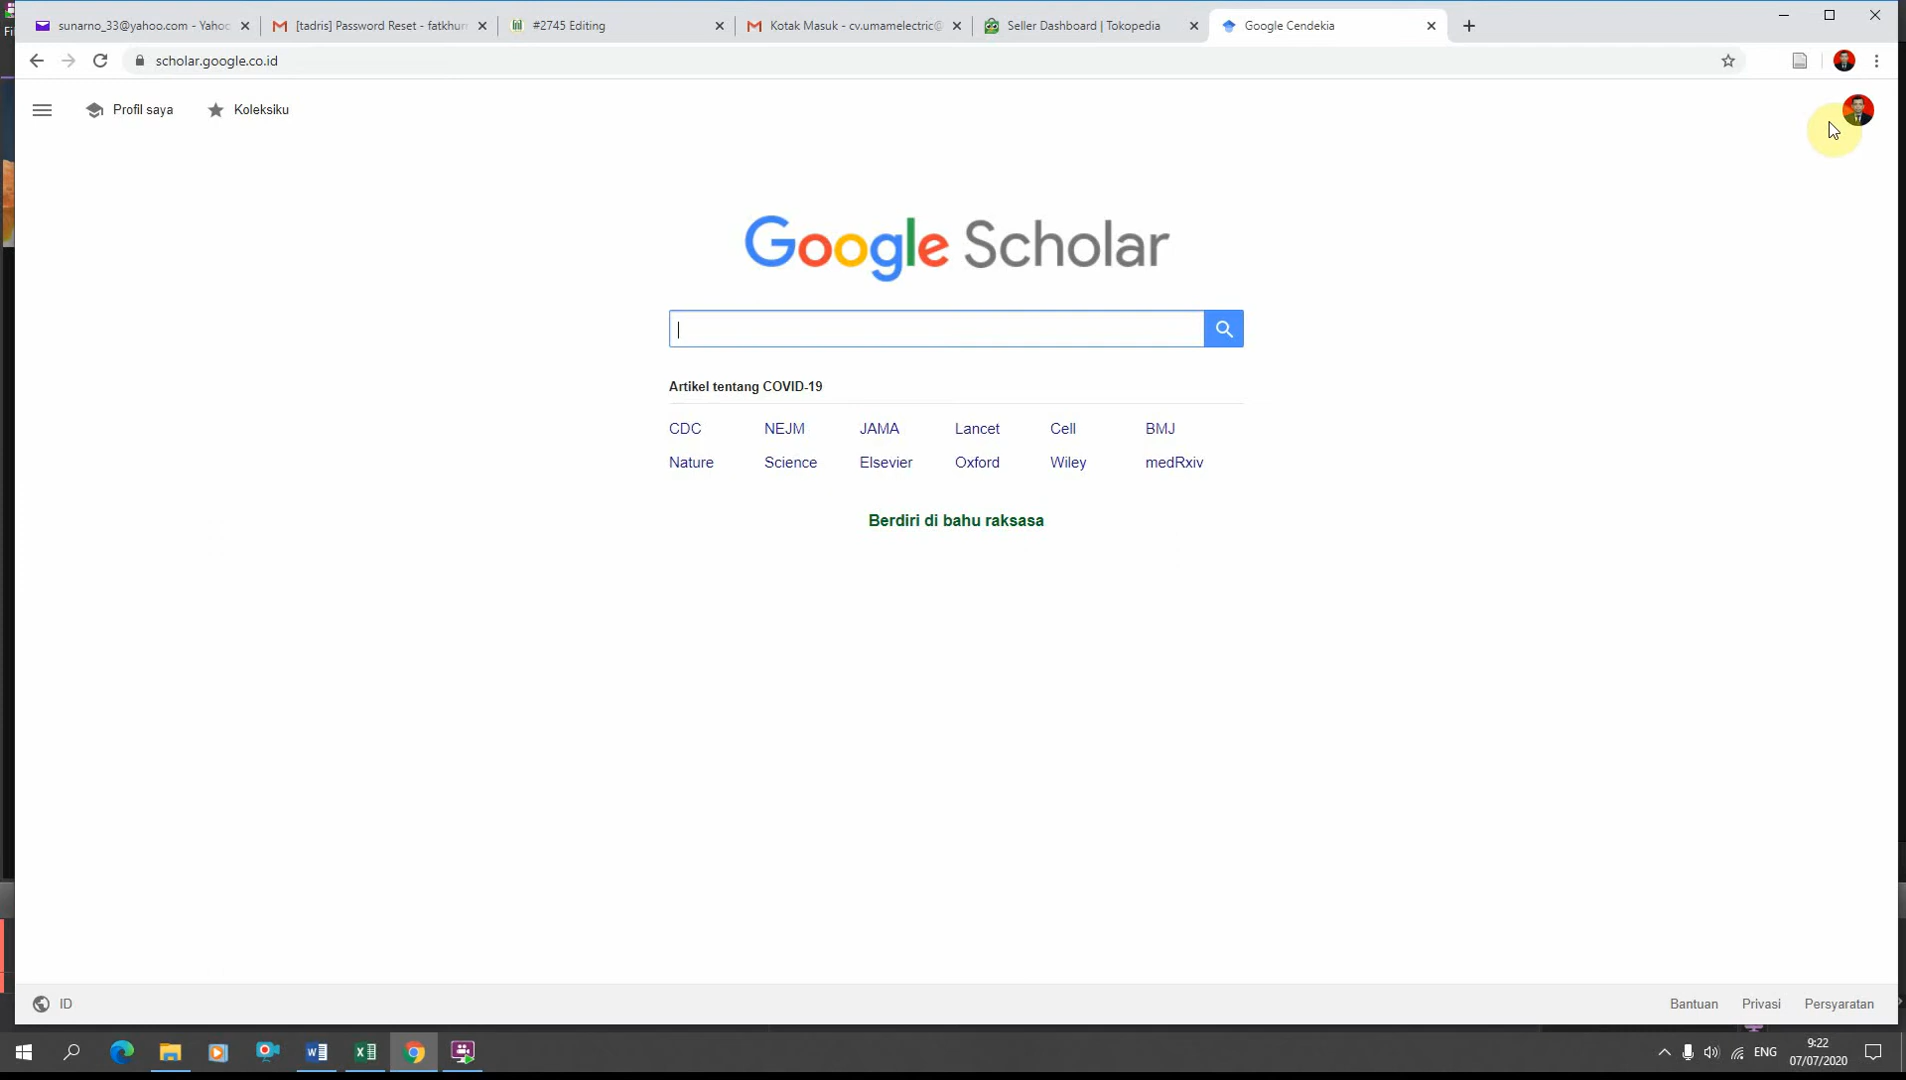 sunarno_33@yahoo.com - Yahoo
[tadris] Password Reset - fatkhum
#2745 Editing
Kotak Masuk - cv.umamelectric@
Seller Dashboard | Tokopedia
Google Cendekia
scholar.google.co.id
Profil saya
Koleksiku
Google Scholar
Artikel tentang COVID-19
CDC NEJM JAMA Lancet Cell BMJ
Nature Science Elsevier Oxford Wiley medRxiv
Berdiri di bahu raksasa
ID
Bantuan Privasi Persyaratan
ENG
9:22
07/07/2020